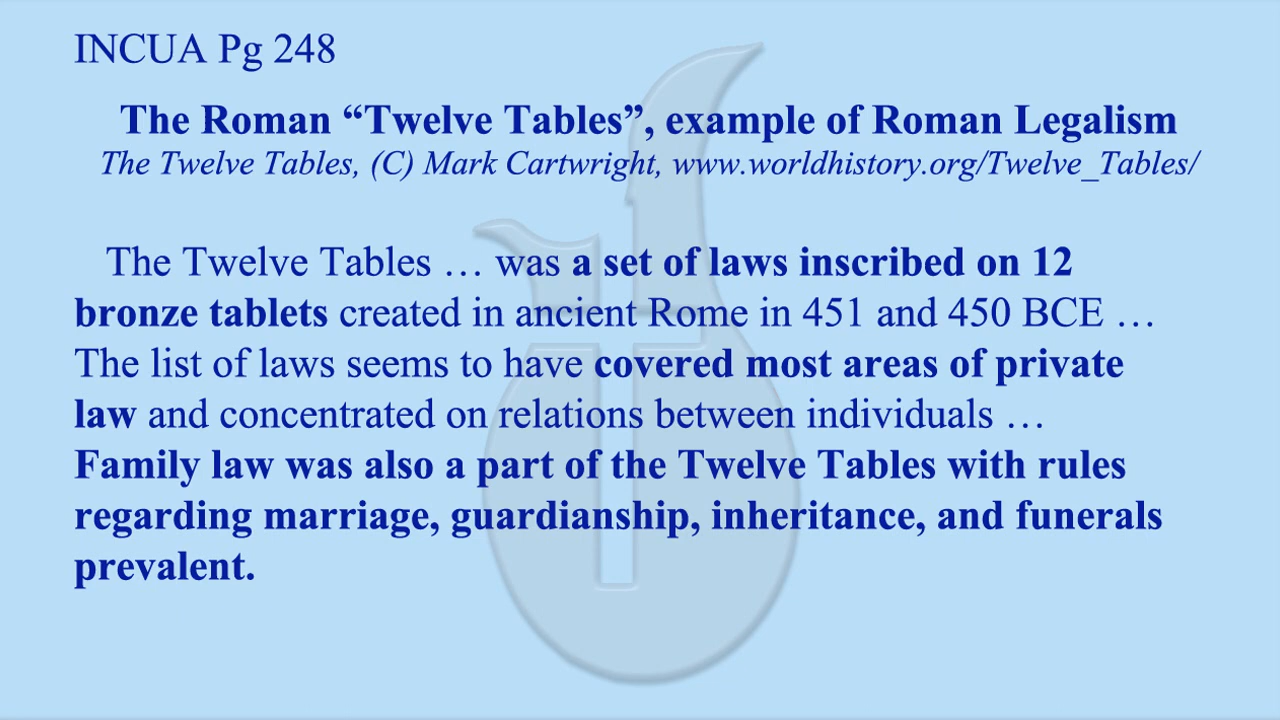 INCUA Pg 248
The Roman “Twelve Tables”, example of Roman Legalism
The Twelve Tables, (C) Mark Cartwright, www.worldhistory.org/Twelve_Tables/
The Twelve Tables … was a set of laws inscribed on 12
bronze tablets created in ancient Rome in 451 and 450 BCE …
The list of laws seems to have covered most areas of private
law and concentrated on relations between individuals …
Family law was also a part of the Twelve Tables with rules
regarding marriage, guardianship, inheritance, and funerals
prevalent.